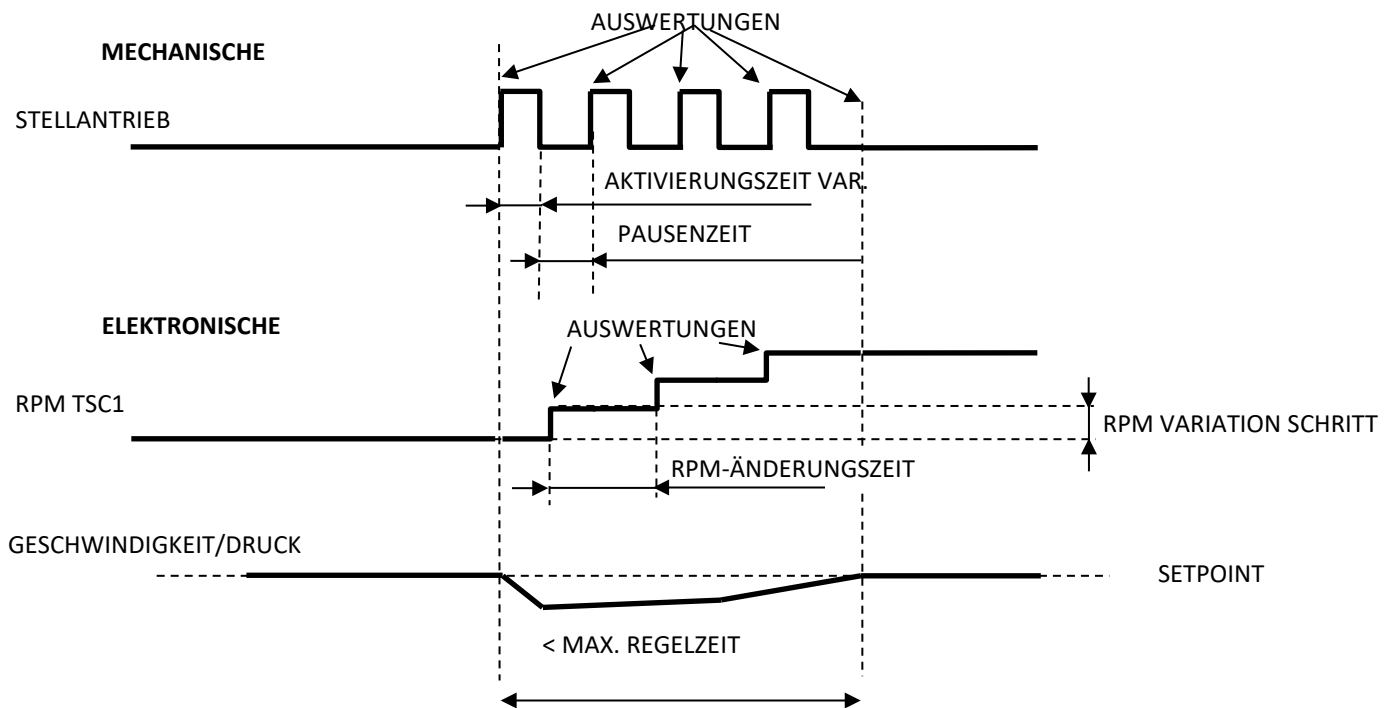 AUSWERTUNGEN
MECHANISCHE
STELLANTRIEB
AKTIVIERUNGSZEIT VAR.
PAUSENZEIT
ELEKTRONISCHE
AUSWERTUNGEN
RPM TSC1
RPM VARIATION SCHRITT
RPM-ÄNDERUNGSZEIT
GESCHWINDIGKEIT/DRUCK
SETPOINT
< MAX. REGELZEIT